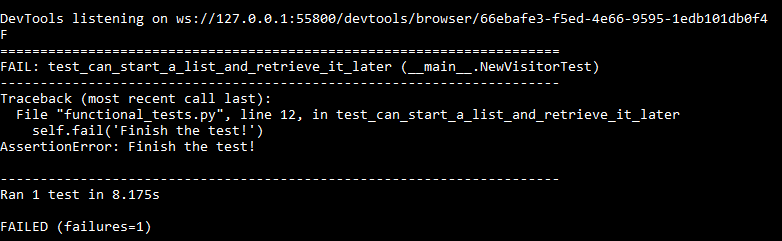 DevTools listening on ws://127.0.0.1:55800/devtools/browser/66ebafe3-f5ed-4e66-9595-1edb101db0f4
F
======================================================================
FAIL: test_can_start_a_list_and_retrieve_it_later (__main__.NewVisitorTest)
----------------------------------------------------------------------
Traceback (most recent call last):
  File "functional_tests.py", line 12, in test_can_start_a_list_and_retrieve_it_later
    self.fail('Finish the test!')
AssertionError: Finish the test!

----------------------------------------------------------------------
Ran 1 test in 8.175s

FAILED (failures=1)